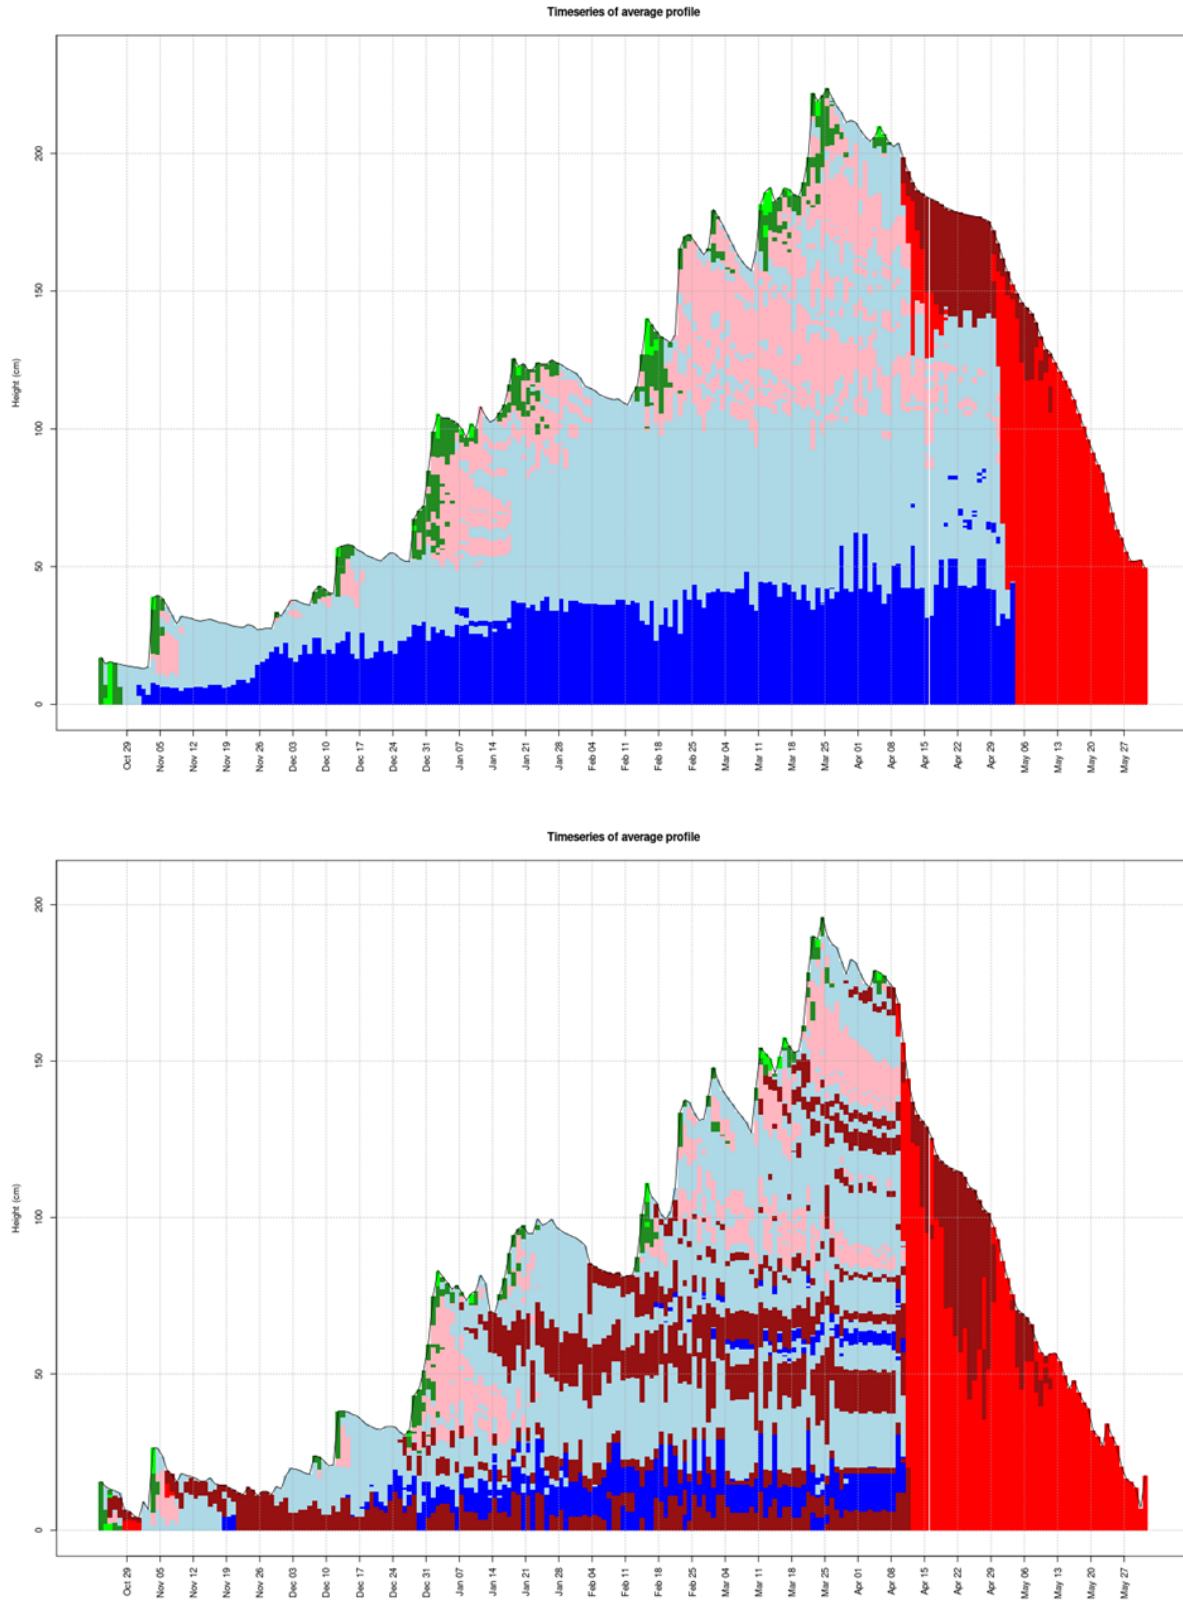 Timeseries of average profile
200
150
100
50
0
Height (cm)
Oct 29 Nov 05 Nov 12 Nov 19 Nov 26 Dec 03 Dec 10 Dec 17 Dec 24 Dec 31 Jan 07 Jan 14 Jan 21 Jan 28 Feb 04 Feb 11 Feb 18 Feb 25 Mar 04 Mar 11 Mar 18 Mar 25 Apr 01 Apr 08 Apr 15 Apr 22 Apr 29 May 06 May 13 May 20 May 27
Timeseries of average profile
200
150
100
50
0
Height (cm)
Oct 29 Nov 05 Nov 12 Nov 19 Nov 26 Dec 03 Dec 10 Dec 17 Dec 24 Dec 31 Jan 07 Jan 14 Jan 21 Jan 28 Feb 04 Feb 11 Feb 18 Feb 25 Mar 04 Mar 11 Mar 18 Mar 25 Apr 01 Apr 08 Apr 15 Apr 22 Apr 29 May 06 May 13 May 20 May 27